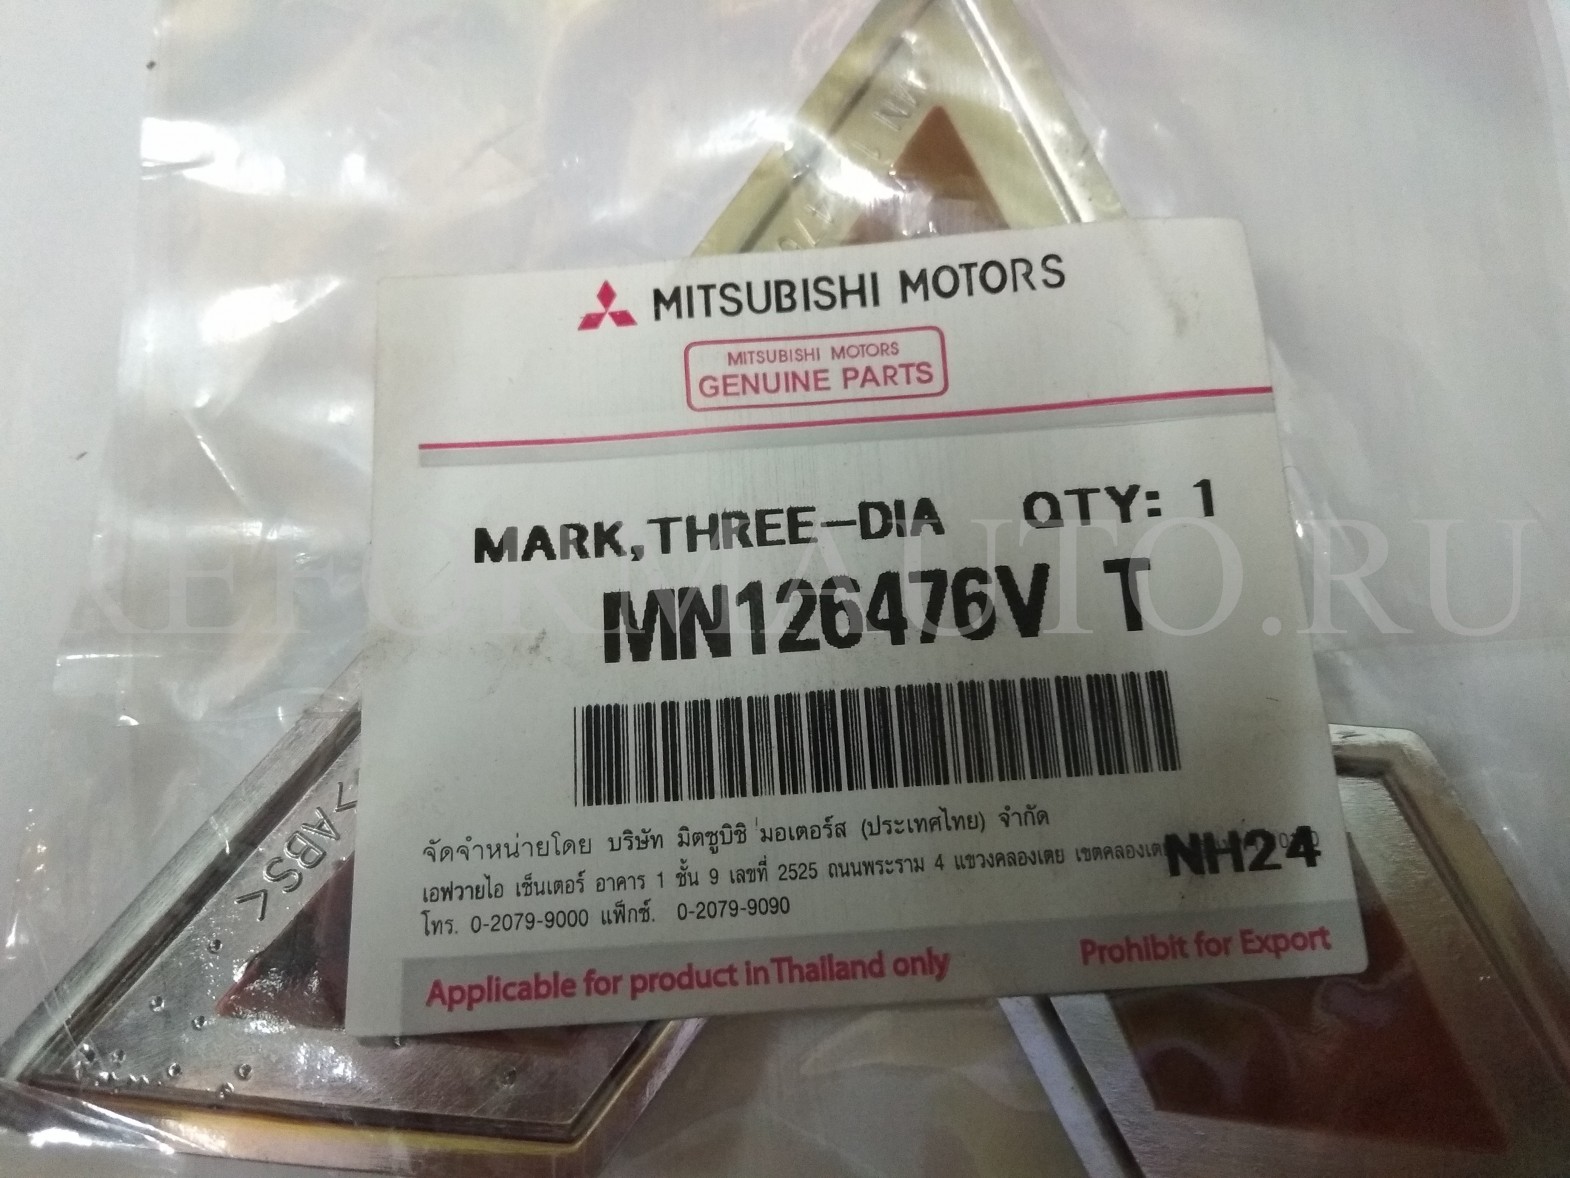 MITSUBISHI MOTORS
MITSUBISHI MOTORS
GENUINE PARTS
MARK,THREE-DIA QTY: 1
MN126476V T
จัดจำหน่ายโดย บริษัท มิตซูบิชิ มอเตอร์ส (ประเทศไทย) จำกัด
เอฟวายไอ เซ็นเตอร์ อาคาร 1 ชั้น 9 เลขที่ 2525 ถนนพระราม 4 แขวงคลองเตย
NH24
โทร. 0-2079-9000 แฟ็กซ์. 0-2079-9090
Applicable for product in Thailand only Prohibit for Export
>ABS<
REFORMAUTO.RU